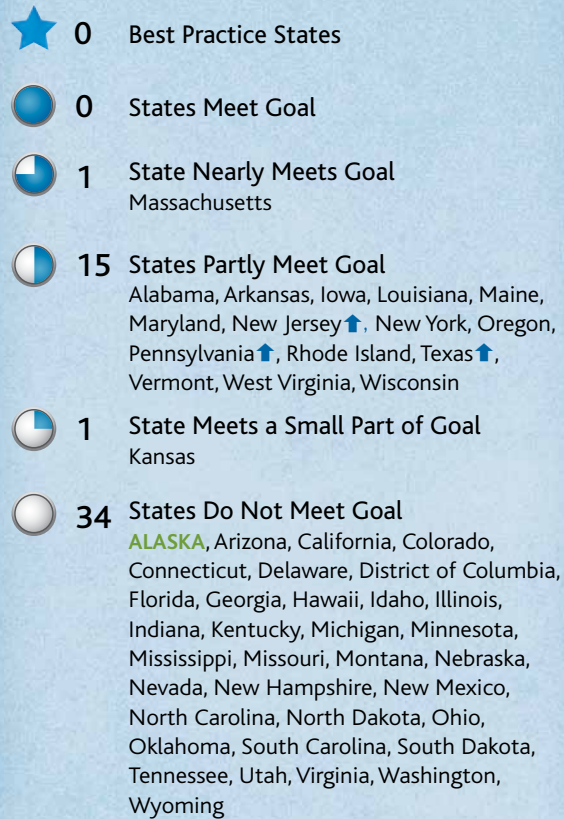 0 Best Practice States
0 States Meet Goal
1 State Nearly Meets Goal
Massachusetts
15 States Partly Meet Goal
Alabama, Arkansas, Iowa, Louisiana, Maine,
Maryland, New Jersey⬆, New York, Oregon,
Pennsylvania⬆, Rhode Island, Texas⬆,
Vermont, West Virginia, Wisconsin
1 State Meets a Small Part of Goal
Kansas
34 States Do Not Meet Goal
ALASKA, Arizona, California, Colorado,
Connecticut, Delaware, District of Columbia,
Florida, Georgia, Hawaii, Idaho, Illinois,
Indiana, Kentucky, Michigan, Minnesota,
Mississippi, Missouri, Montana, Nebraska,
Nevada, New Hampshire, New Mexico,
North Carolina, North Dakota, Ohio,
Oklahoma, South Carolina, South Dakota,
Tennessee, Utah, Virginia, Washington,
Wyoming